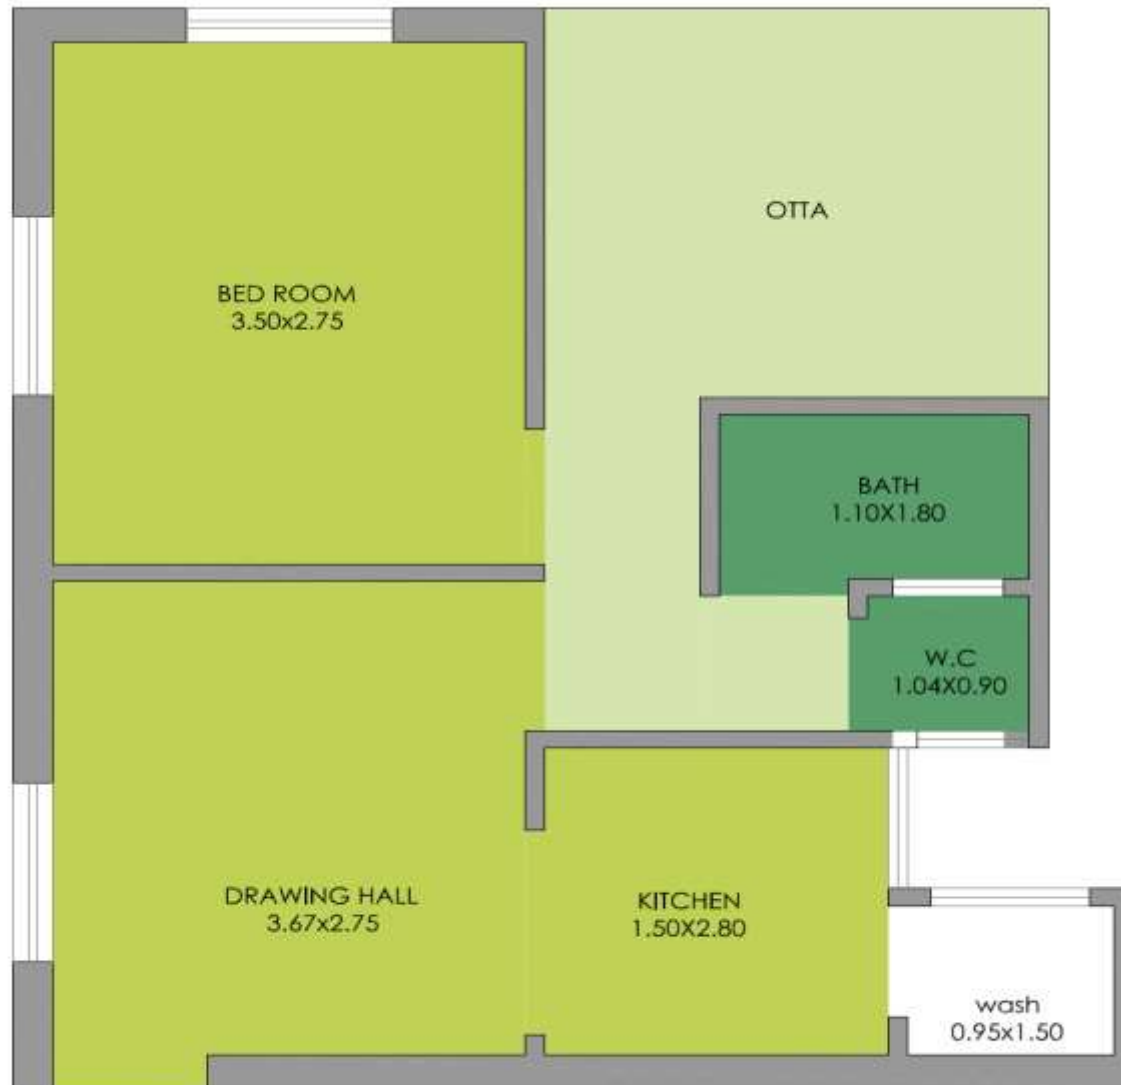 OTTA
BED ROOM
3.50x2.75
BATH
1.10X1.80
W.C
1.04X0.90
DRAWING HALL
3.67x2.75
KITCHEN
1.50X2.80
wash
0.95x1.50